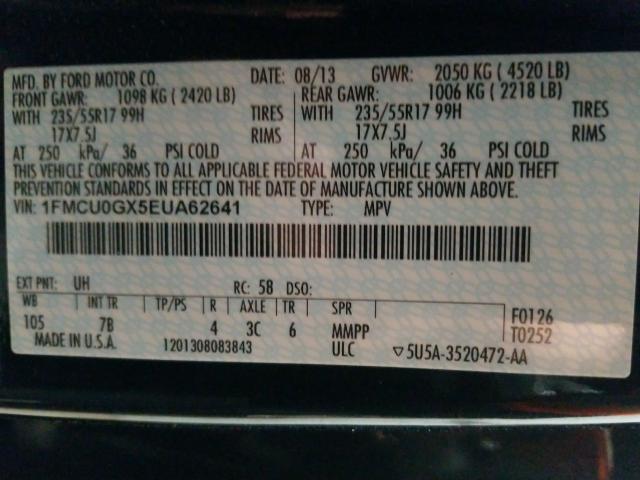 MFD. BY FORD MOTOR CO. DATE: 08/13 GVWR: 2050 KG ( 4520 LB)
FRONT GAWR: 1098 KG ( 2420 LB) REAR GAWR: 1006 KG ( 2218 LB)
WITH 235/55R17 99H TIRES WITH 235/55R17 99H TIRES
17X7.5J RIMS 17X7.5J RIMS
AT 250 kPa/ 36 PSI COLD AT 250 kPa/ 36 PSI COLD
THIS VEHICLE CONFORMS TO ALL APPLICABLE FEDERAL MOTOR VEHICLE SAFETY AND THEFT
PREVENTION STANDARDS IN EFFECT ON THE DATE OF MANUFACTURE SHOWN ABOVE.
VIN: 1FMCU0GX5EUA62641 TYPE: MPV
EXT PNT: UH RC: 58 DSO:
WB INT TR TP/PS R AXLE TR SPR
105 7B 4 3C 6 MMPP F0126
MADE IN U.S.A. 1201308083843 ULC ▽5U5A-3520472-AA T0252